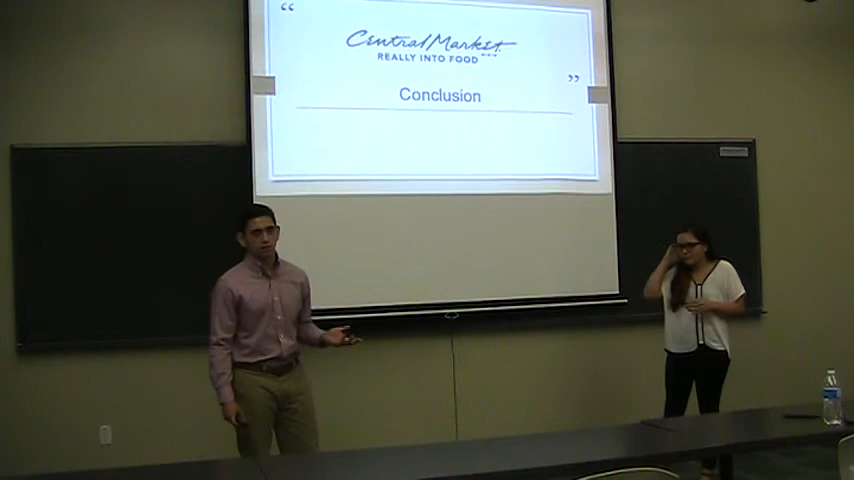 “
Central Market
REALLY INTO FOOD
”
Conclusion